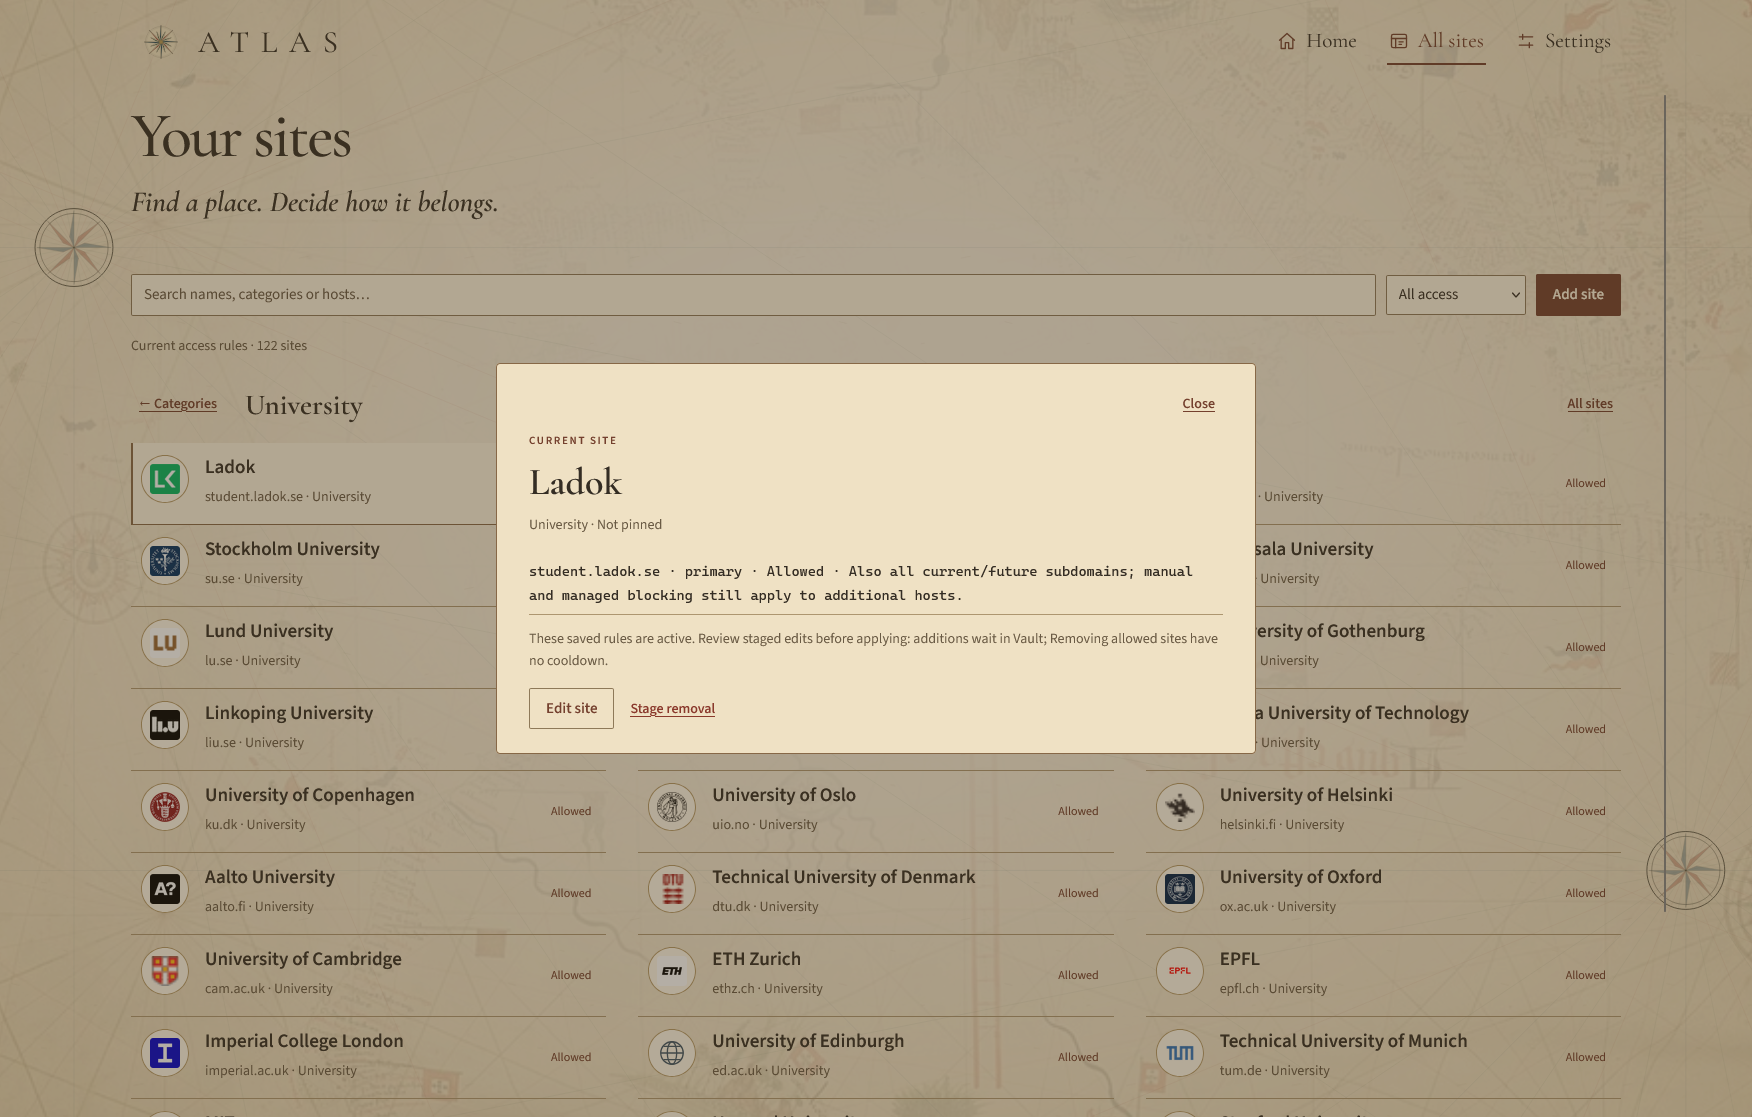 ATLAS
Home
All sites
Settings
Your sites
Find a place. Decide how it belongs.
Search names, categories or hosts…
All access
Add site
Current access rules · 122 sites
← Categories
University
All sites
Close
CURRENT SITE
Ladok
University · Not pinned
student.ladok.se · primary · Allowed · Also all current/future subdomains; manual
and managed blocking still apply to additional hosts.
These saved rules are active. Review staged edits before applying: additions wait in Vault; Removing allowed sites have
no cooldown.
Edit site
Stage removal
LK
Ladok
student.ladok.se · University
· University
Allowed
Stockholm University
su.se · University
sala University
· University
Allowed
LU
Lund University
lu.se · University
ersity of Gothenburg
University
Allowed
li.u
Linkoping University
liu.se · University
a University of Technology
· University
Allowed
University of Copenhagen
ku.dk · University
Allowed
University of Oslo
uio.no · University
Allowed
University of Helsinki
helsinki.fi · University
Allowed
A?
Aalto University
aalto.fi · University
Allowed
DTU
Technical University of Denmark
dtu.dk · University
Allowed
University of Oxford
ox.ac.uk · University
Allowed
University of Cambridge
cam.ac.uk · University
Allowed
ETH
ETH Zurich
ethz.ch · University
Allowed
EPFL
EPFL
epfl.ch · University
Allowed
I
Imperial College London
imperial.ac.uk · University
Allowed
University of Edinburgh
ed.ac.uk · University
Allowed
TUM
Technical University of Munich
tum.de · University
Allowed